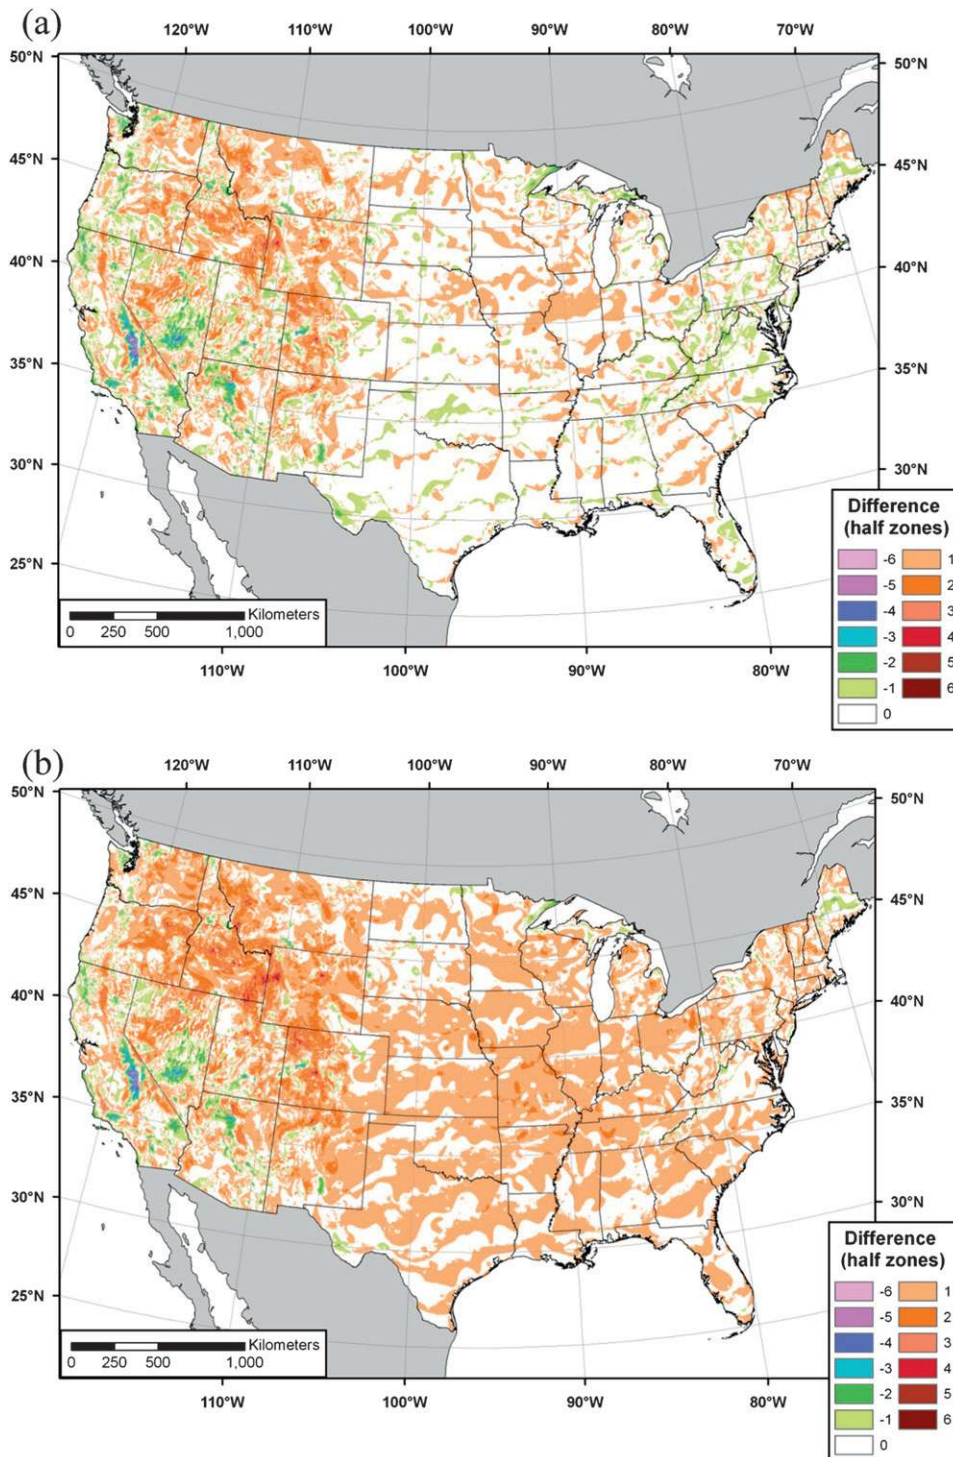 (a)
120°W 110°W 100°W 90°W 80°W 70°W
50°N 50°N
45°N 45°N
40°N 40°N
35°N 35°N
30°N 30°N
25°N
Difference
(half zones)
-6 1
-5 2
-4 3
-3 4
-2 5
-1 6
0
Kilometers
0 250 500 1,000
110°W 100°W 90°W 80°W
(b)
120°W 110°W 100°W 90°W 80°W 70°W
50°N 50°N
45°N 45°N
40°N 40°N
35°N 35°N
30°N 30°N
25°N
Difference
(half zones)
-6 1
-5 2
-4 3
-3 4
-2 5
-1 6
0
Kilometers
0 250 500 1,000
110°W 100°W 90°W 80°W